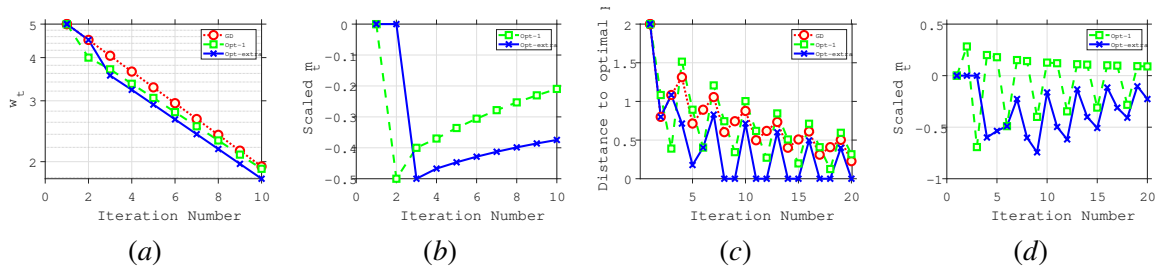 5
4
3
2
w_t
GD
Opt-1
Opt-extra
2 4 6 8 10
Iteration Number
(a)
0
-0.1
-0.2
-0.3
-0.4
-0.5
Scaled m_t
Opt-1
Opt-extra
2 4 6 8 10
Iteration Number
(b)
2
1.5
1
0.5
0
Distance to optimal
GD
Opt-1
Opt-extra
5 10 15 20
Iteration Number
(c)
0.5
0
-0.5
-1
Scaled m_t
Opt-1
Opt-extra
5 10 15 20
Iteration Number
(d)